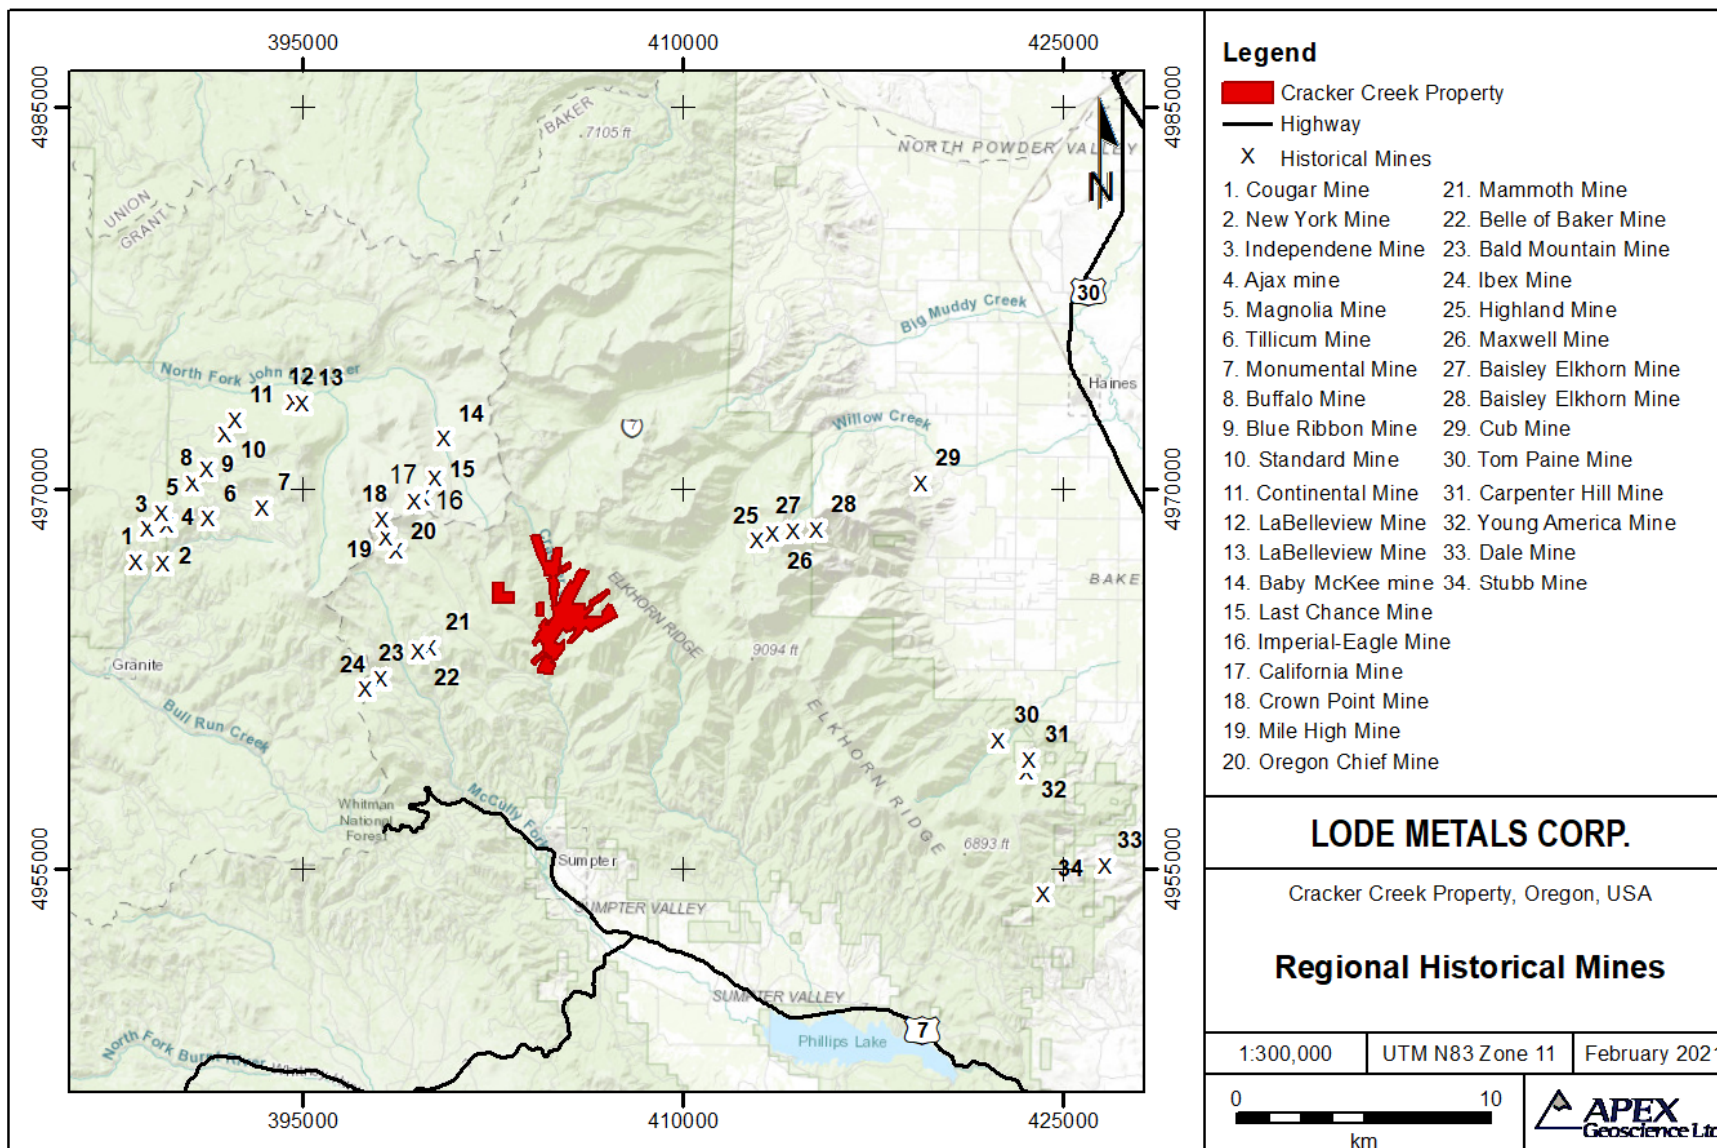 395000
410000
425000
4985000
4985000
BAKER
7105 ft
NORTH POWDER VALLEY
N
UNION
GRANT
30
Big Muddy Creek
North Fork John
12
13
Haines
11
14
Willow Creek
7
10
8
9
17
15
29
4970000
4970000
5
6
7
18
16
3
27
28
25
1
4
20
19
26
2
BAKE
ELKHORN RIDGE
21
9094 ft
Granite
24
23
22
Bull Run Creek
ELKHORN RIDGE
30
31
32
McCully Fork
Whitman
National
Forest
6893 ft
33
Sumpter
34
4955000
4955000
SUMPTER VALLEY
SUMPTER VALLEY
7
Phillips Lake
North Fork Burnt River
395000
410000
425000
Legend
Cracker Creek Property
Highway
X Historical Mines
1. Cougar Mine
2. New York Mine
3. Independene Mine
4. Ajax mine
5. Magnolia Mine
6. Tillicum Mine
7. Monumental Mine
8. Buffalo Mine
9. Blue Ribbon Mine
10. Standard Mine
11. Continental Mine
12. LaBelleview Mine
13. LaBelleview Mine
14. Baby McKee mine
15. Last Chance Mine
16. Imperial-Eagle Mine
17. California Mine
18. Crown Point Mine
19. Mile High Mine
20. Oregon Chief Mine
21. Mammoth Mine
22. Belle of Baker Mine
23. Bald Mountain Mine
24. Ibex Mine
25. Highland Mine
26. Maxwell Mine
27. Baisley Elkhorn Mine
28. Baisley Elkhorn Mine
29. Cub Mine
30. Tom Paine Mine
31. Carpenter Hill Mine
32. Young America Mine
33. Dale Mine
34. Stubb Mine
LODE METALS CORP.
Cracker Creek Property, Oregon, USA
Regional Historical Mines
1:300,000
UTM N83 Zone 11
February 2021
0
10
km
APEX
Geoscience Ltd